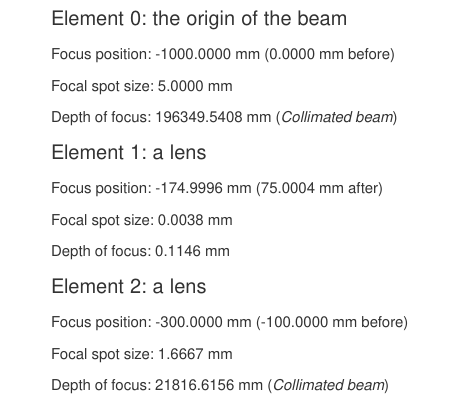 Element 0: the origin of the beam
Focus position: -1000.0000 mm (0.0000 mm before)
Focal spot size: 5.0000 mm
Depth of focus: 196349.5408 mm (Collimated beam)
Element 1: a lens
Focus position: -174.9996 mm (75.0004 mm after)
Focal spot size: 0.0038 mm
Depth of focus: 0.1146 mm
Element 2: a lens
Focus position: -300.0000 mm (-100.0000 mm before)
Focal spot size: 1.6667 mm
Depth of focus: 21816.6156 mm (Collimated beam)